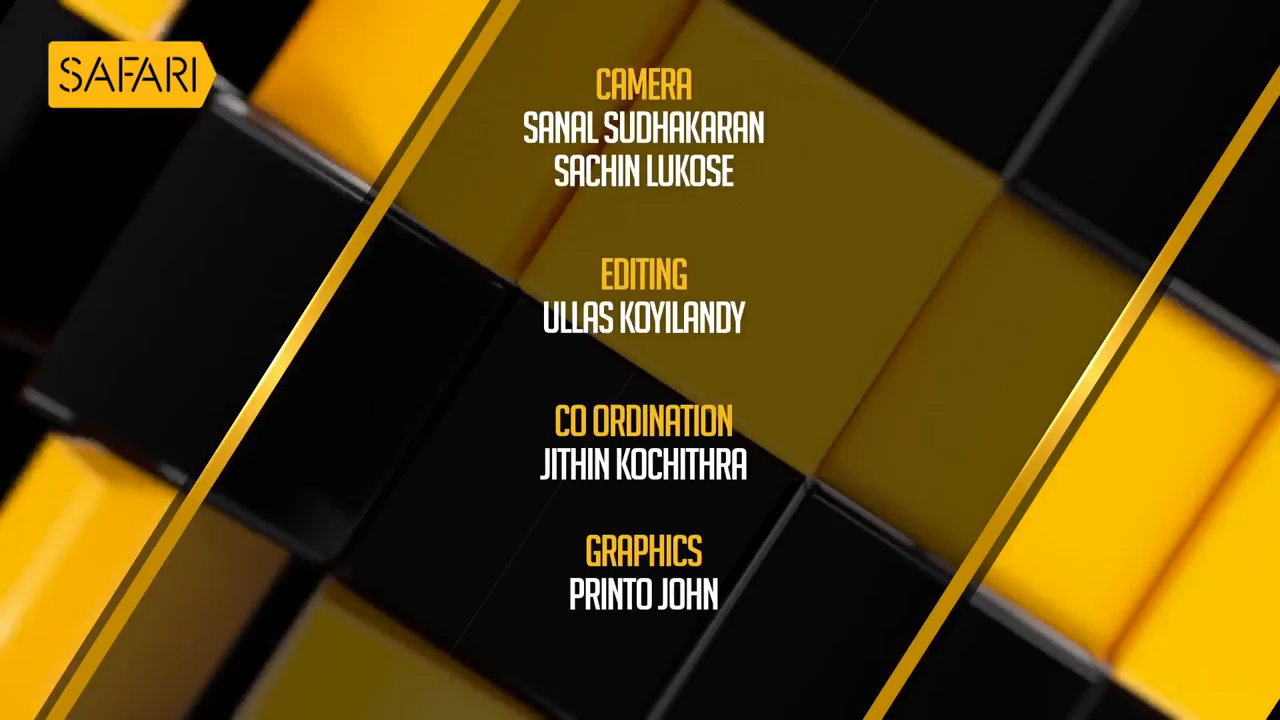 SAFARI
CAMERA
SANAL SUDHAKARAN
SACHIN LUKOSE
EDITING
ULLAS KOYILANDY
CO ORDINATION
JITHIN KOCHITHRA
GRAPHICS
PRINTO JOHN